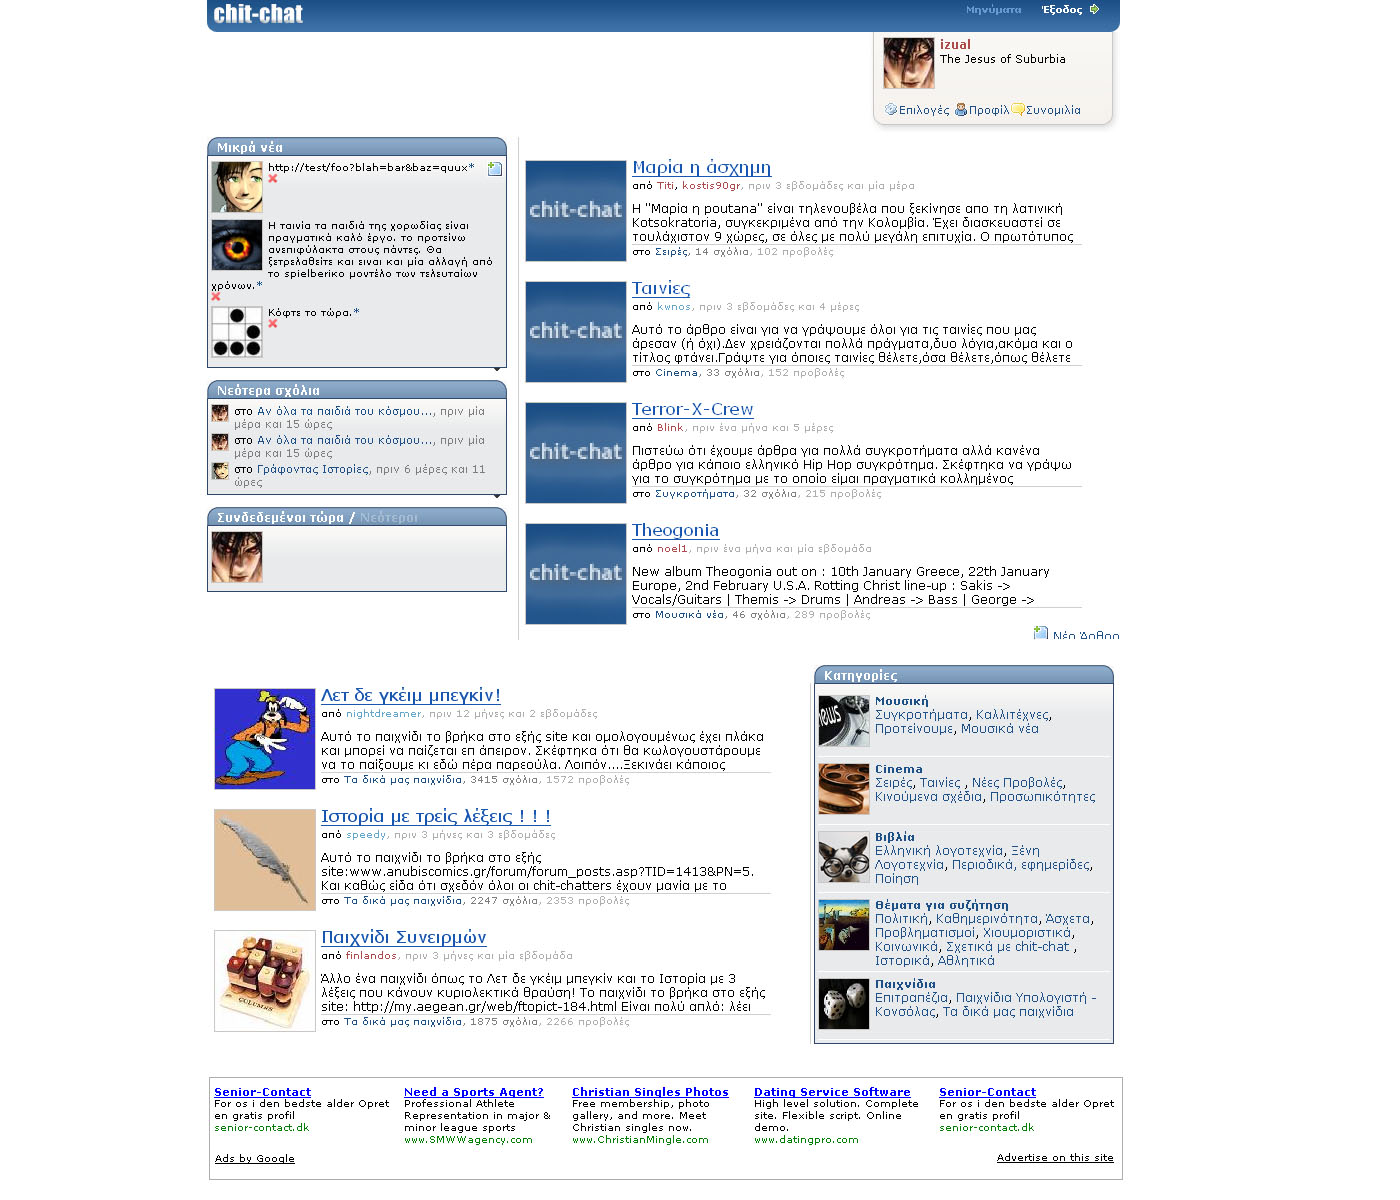 chit-chat
Μηνύματα Έξοδος
izual
The Jesus of Suburbia
Επιλογές Προφίλ Συνομιλία
Μικρά νέα
http://test/foo?blah=bar&baz=quux*
Η ταινία τα παιδιά της χορωδίας είναι
πραγματικά καλό έργο. το προτείνω
ανεπιφύλακτα στους πάντες. Θα
ξετρελαθείτε και ειναι και μία αλλαγή από
το spielberiκο μοντέλο των τελευταίων
χρόνων.*
Κόφτε το τώρα.*
Νεότερα σχόλια
στο Αν όλα τα παιδιά του κόσμου..., πριν μία
μέρα και 15 ώρες
στο Αν όλα τα παιδιά του κόσμου..., πριν μία
μέρα και 15 ώρες
στο Γράφοντας Ιστορίες, πριν 6 μέρες και 11
ώρες
Συνδεδεμένοι τώρα / Νεότεροι
chit-chat
Μαρία η άσχημη
από Titi, kostis90gr, πριν 3 εβδομάδες και μία μέρα
Η "Μαρία η poutana" είναι τηλενουβέλα που ξεκίνησε απο τη λατινική
Kotsokratoria, συγκεκριμένα από την Κολομβία. Έχει διασκευαστεί σε
τουλάχιστον 9 χώρες, σε όλες με πολύ μεγάλη επιτυχία. Ο πρωτότυπος
στο Σειρές, 14 σχόλια, 102 προβολές
chit-chat
Ταινίες
από kwnos, πριν 3 εβδομάδες και 4 μέρες
Αυτό το άρθρο είναι για να γράψουμε όλοι για τις ταινίες που μας
άρεσαν (ή όχι).Δεν χρειάζονται πολλά πράγματα,δυο λόγια,ακόμα και ο
τίτλος φτάνει.Γράψτε για όποιες ταινίες θέλετε,όσα θέλετε,όπως θέλετε
στο Cinema, 33 σχόλια, 152 προβολές
chit-chat
Terror-X-Crew
από Blink, πριν ένα μήνα και 5 μέρες
Πιστεύω ότι έχουμε άρθρα για πολλά συγκροτήματα αλλά κανένα
άρθρο για κάποιο ελληνικό Hip Hop συγκρότημα. Σκέφτηκα να γράψω
για το συγκρότημα με το οποίο είμαι πραγματικά κολλημένος
στο Συγκροτήματα, 32 σχόλια, 215 προβολές
chit-chat
Theogonia
από noel1, πριν ένα μήνα και μία εβδομάδα
New album Theogonia out on : 10th January Greece, 22th January
Europe, 2nd February U.S.A. Rotting Christ line-up : Sakis ->
Vocals/Guitars | Themis -> Drums | Andreas -> Bass | George ->
στο Μουσικά νέα, 46 σχόλια, 289 προβολές
Νέο Άρθρο
Λετ δε γκέιμ μπεγκίν!
από nightdreamer, πριν 12 μήνες και 2 εβδομάδες
Αυτό το παιχνίδι το βρήκα στο εξής site και ομολογουμένως έχει πλάκα
και μπορεί να παίζεται επ άπειρον. Σκέφτηκα ότι θα κωλογουστάρουμε
να το παίξουμε κι εδώ πέρα παρεούλα. Λοιπόν....Ξεκινάει κάποιος
στο Τα δικά μας παιχνίδια, 3415 σχόλια, 1572 προβολές
Ιστορία με τρείς λέξεις ! ! !
από speedy, πριν 3 μήνες και 3 εβδομάδες
Αυτό το παιχνίδι το βρήκα στο εξής
site:www.anubiscomics.gr/forum/forum_posts.asp?TID=1413&PN=5.
Και καθώς είδα ότι σχεδόν όλοι οι chit-chatters έχουν μανία με το
στο Τα δικά μας παιχνίδια, 2247 σχόλια, 2353 προβολές
COLUMNS
Παιχνίδι Συνειρμών
από finlandos, πριν 3 μήνες και μία εβδομάδα
Άλλο ένα παιχνίδι όπως το Λετ δε γκέιμ μπεγκίν και το Ιστορία με 3
λέξεις που κάνουν κυριολεκτικά θραύση! Το παιχνίδι το βρήκα στο εξής
site: http://my.aegean.gr/web/ftopict-184.html Είναι πολύ απλό: λέει
στο Τα δικά μας παιχνίδια, 1875 σχόλια, 2266 προβολές
Κατηγορίες
news
Μουσική
Συγκροτήματα, Καλλιτέχνες,
Προτείνουμε, Μουσικά νέα
Cinema
Σειρές, Ταινίες , Νέες Προβολές,
Κινούμενα σχέδια, Προσωπικότητες
Βιβλία
Ελληνική λογοτεχνία, Ξένη
Λογοτεχνία, Περιοδικά, εφημερίδες,
Ποίηση
Θέματα για συζήτηση
Πολιτική, Καθημερινότητα, Άσχετα,
Προβληματισμοί, Χιουμοριστικά,
Κοινωνικά, Σχετικά με chit-chat ,
Ιστορικά, Αθλητικά
Παιχνίδια
Επιτραπέζια, Παιχνίδια Υπολογιστή -
Κονσόλας, Τα δικά μας παιχνίδια
Senior-Contact
For os i den bedste alder Opret
en gratis profil
senior-contact.dk
Need a Sports Agent?
Professional Athlete
Representation in major &
minor league sports
www.SMWWagency.com
Christian Singles Photos
Free membership, photo
gallery, and more. Meet
Christian singles now.
www.ChristianMingle.com
Dating Service Software
High level solution. Complete
site. Flexible script. Online
demo.
www.datingpro.com
Senior-Contact
For os i den bedste alder Opret
en gratis profil
senior-contact.dk
Ads by Google
Advertise on this site